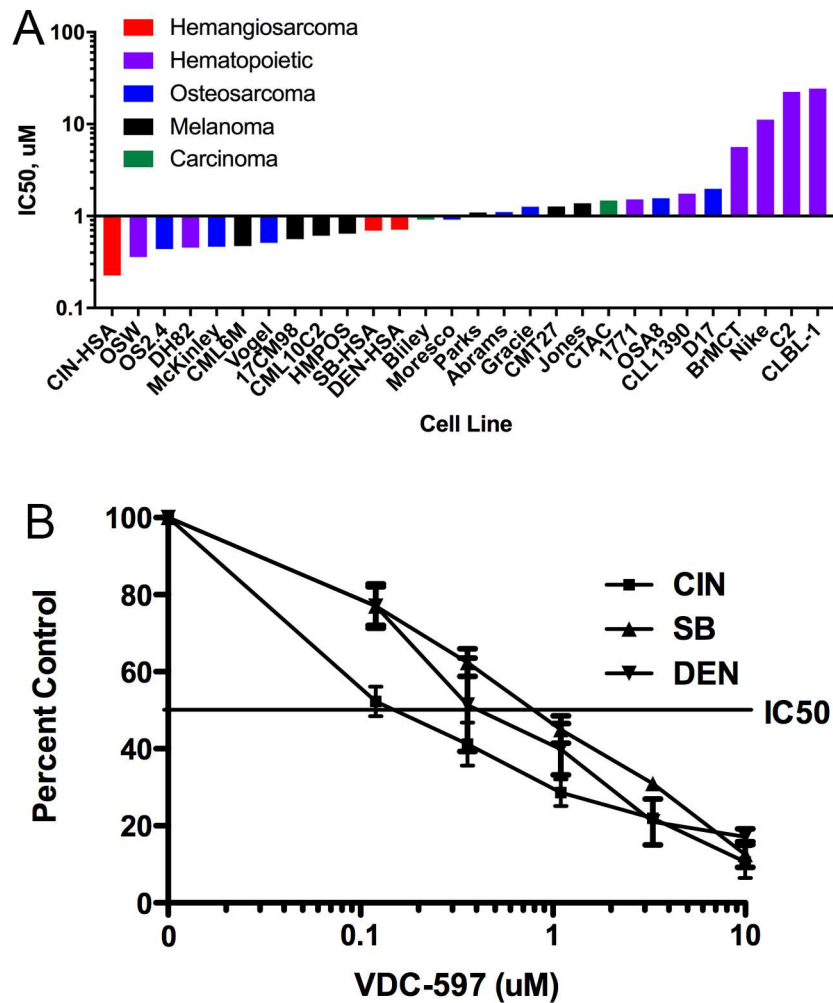 A
Hemangiosarcoma
Hematopoietic
Osteosarcoma
Melanoma
Carcinoma
IC50, uM
100
10
1
0.1
CIN-HSA
OSW
OS2.4
DH82
McKinley
CML6M
Vogel
17CM98
CML10C2
HMPOS
SB-HSA
DEN-HSA
Billey
Moresco
Parks
Abrams
Gracie
CMT27
Jones
CTAC
1771
OSA8
CLL1390
D17
BrMCT
Nike
C2
CLBL-1
Cell Line
B
Percent Control
100
80
60
40
20
0
CIN
SB
DEN
IC50
0
0.1
1
10
VDC-597 (uM)